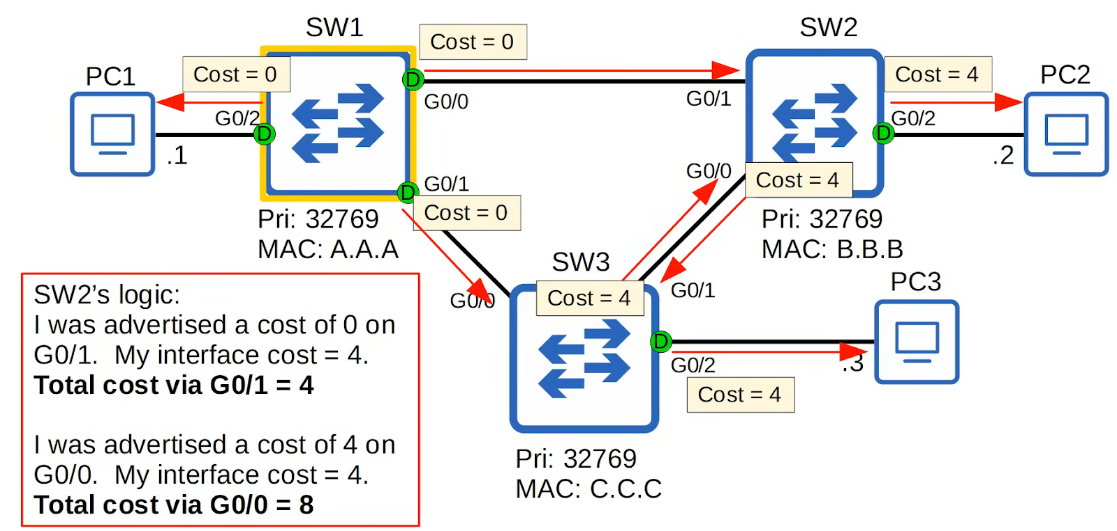 SW1
SW2
Cost = 0
Cost = 0
Cost = 4
PC1
PC2
G0/0
G0/1
G0/2
G0/2
D
D
D
D
.1
.2
G0/1
G0/0
Cost = 4
Cost = 0
Pri: 32769
MAC: A.A.A
Pri: 32769
MAC: B.B.B
SW3
PC3
G0/0
Cost = 4
G0/1
D
G0/2
.3
Cost = 4
Pri: 32769
MAC: C.C.C
SW2's logic:
I was advertised a cost of 0 on
G0/1.  My interface cost = 4.
Total cost via G0/1 = 4
I was advertised a cost of 4 on
G0/0.  My interface cost = 4.
Total cost via G0/0 = 8